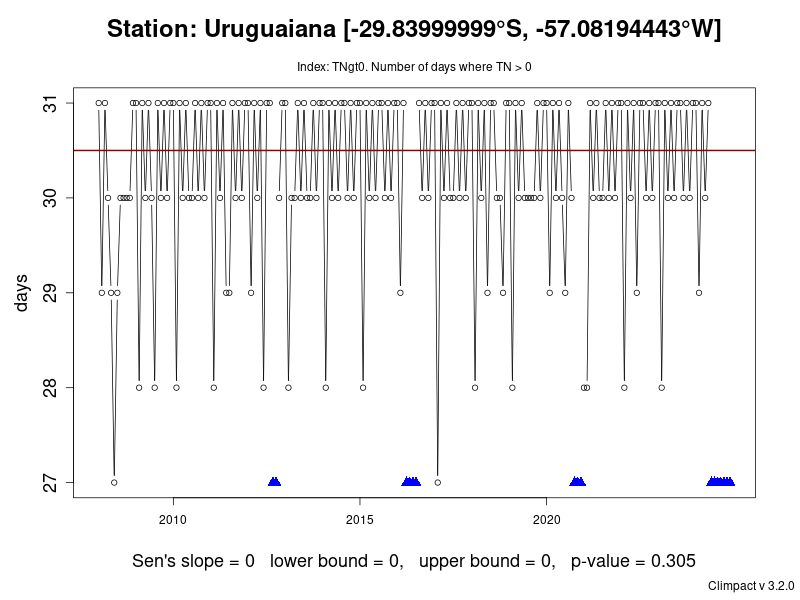 Station: Uruguaiana [-29.83999999°S, -57.08194443°W]
Index: TNgt0. Number of days where TN > 0
31
30
29
28
27
days
2010 2015 2020
Sen's slope = 0 lower bound = 0, upper bound = 0, p-value = 0.305
Climpact v 3.2.0